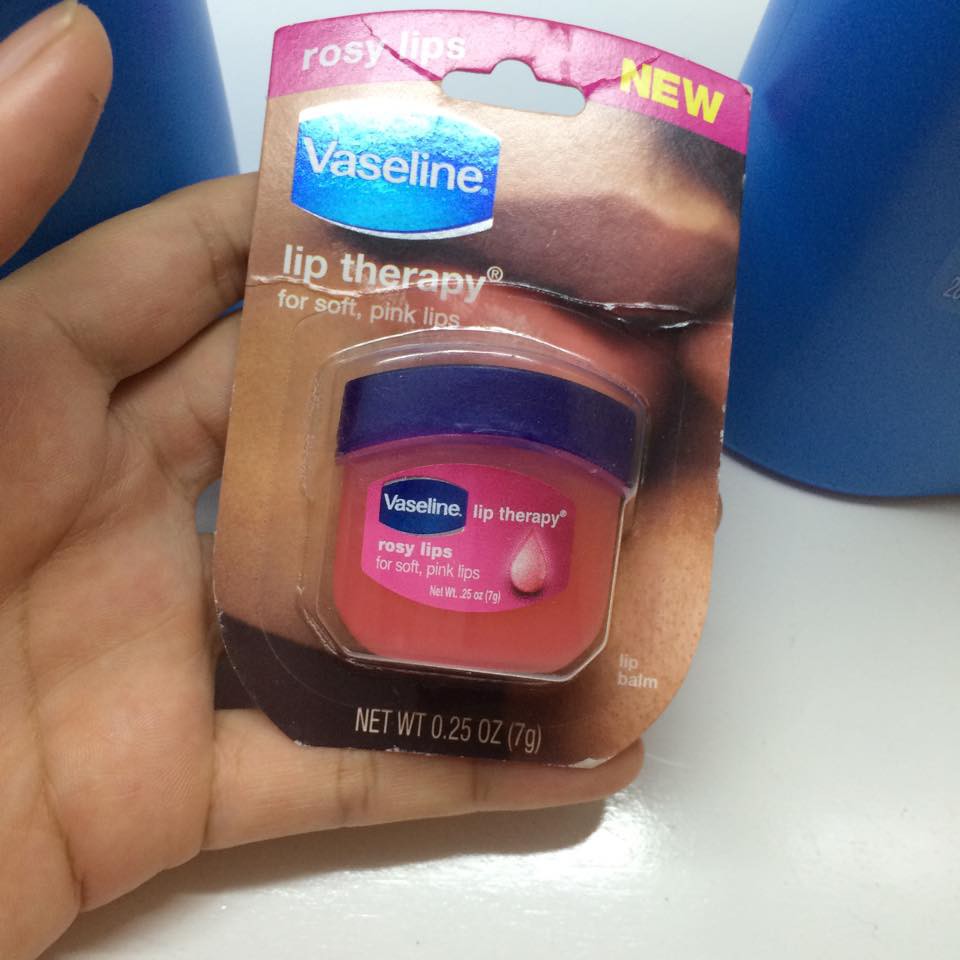 rosy lips
NEW
Vaseline®
lip therapy®
for soft, pink lips
Vaseline. lip therapy®
rosy lips
for soft, pink lips
Net Wt. .25 oz (7g)
lip
balm
NET WT 0.25 OZ (7g)